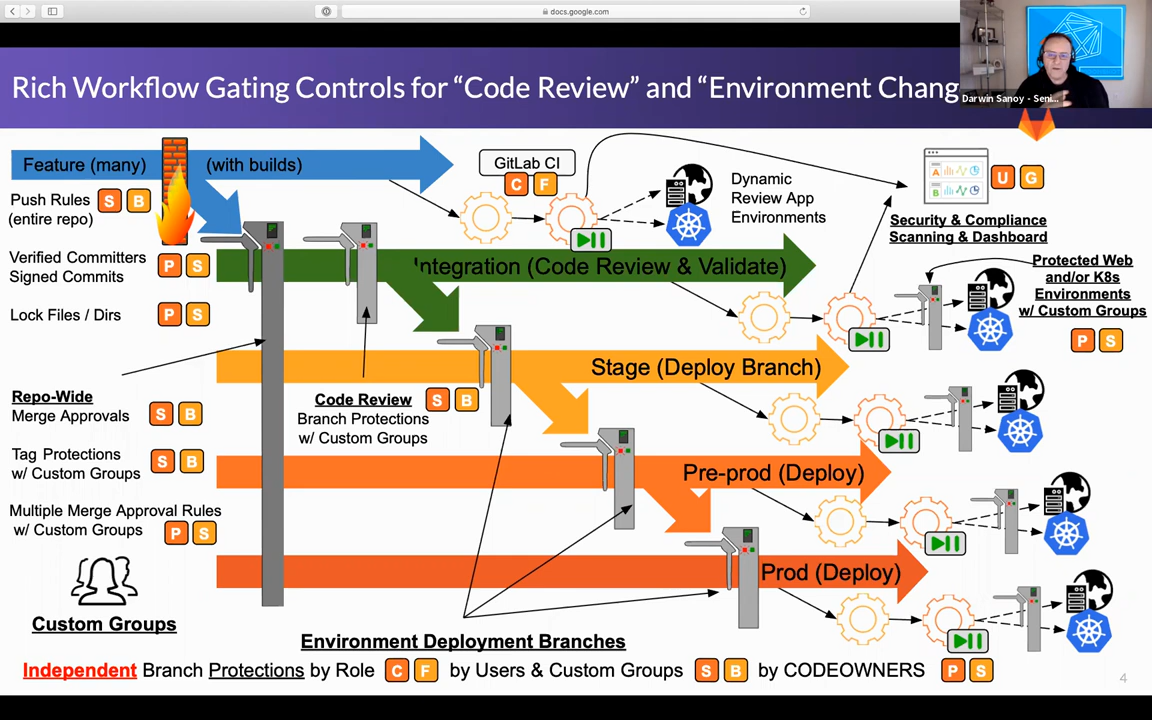 docs.google.com
Darwin Sanoy - Seni...
Rich Workflow Gating Controls for “Code Review” and “Environment Chang
Feature (many)
(with builds)
GitLab CI
C F
Push Rules
(entire repo)
S B
Dynamic
Review App
Environments
A
B
U G
Security & Compliance
Scanning & Dashboard
Verified Committers
Signed Commits
P S
Integration (Code Review & Validate)
Protected Web
and/or K8s
Environments
w/ Custom Groups
P S
Lock Files / Dirs
P S
Stage (Deploy Branch)
Repo-Wide
Merge Approvals
S B
Code Review
S B
Branch Protections
w/ Custom Groups
Tag Protections
w/ Custom Groups
S B
Pre-prod (Deploy)
Multiple Merge Approval Rules
w/ Custom Groups
P S
Prod (Deploy)
Custom Groups
Environment Deployment Branches
Independent Branch Protections by Role C F by Users & Custom Groups S B by CODEOWNERS P S
4